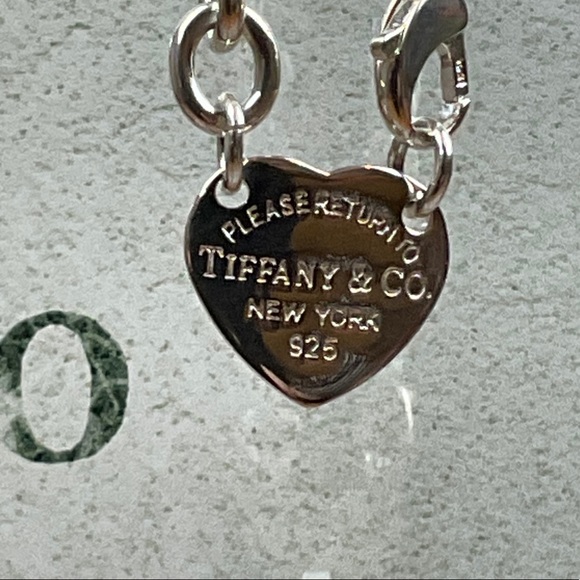 PLEASE RETURN TO
TIFFANY & CO.
NEW YORK
925
O